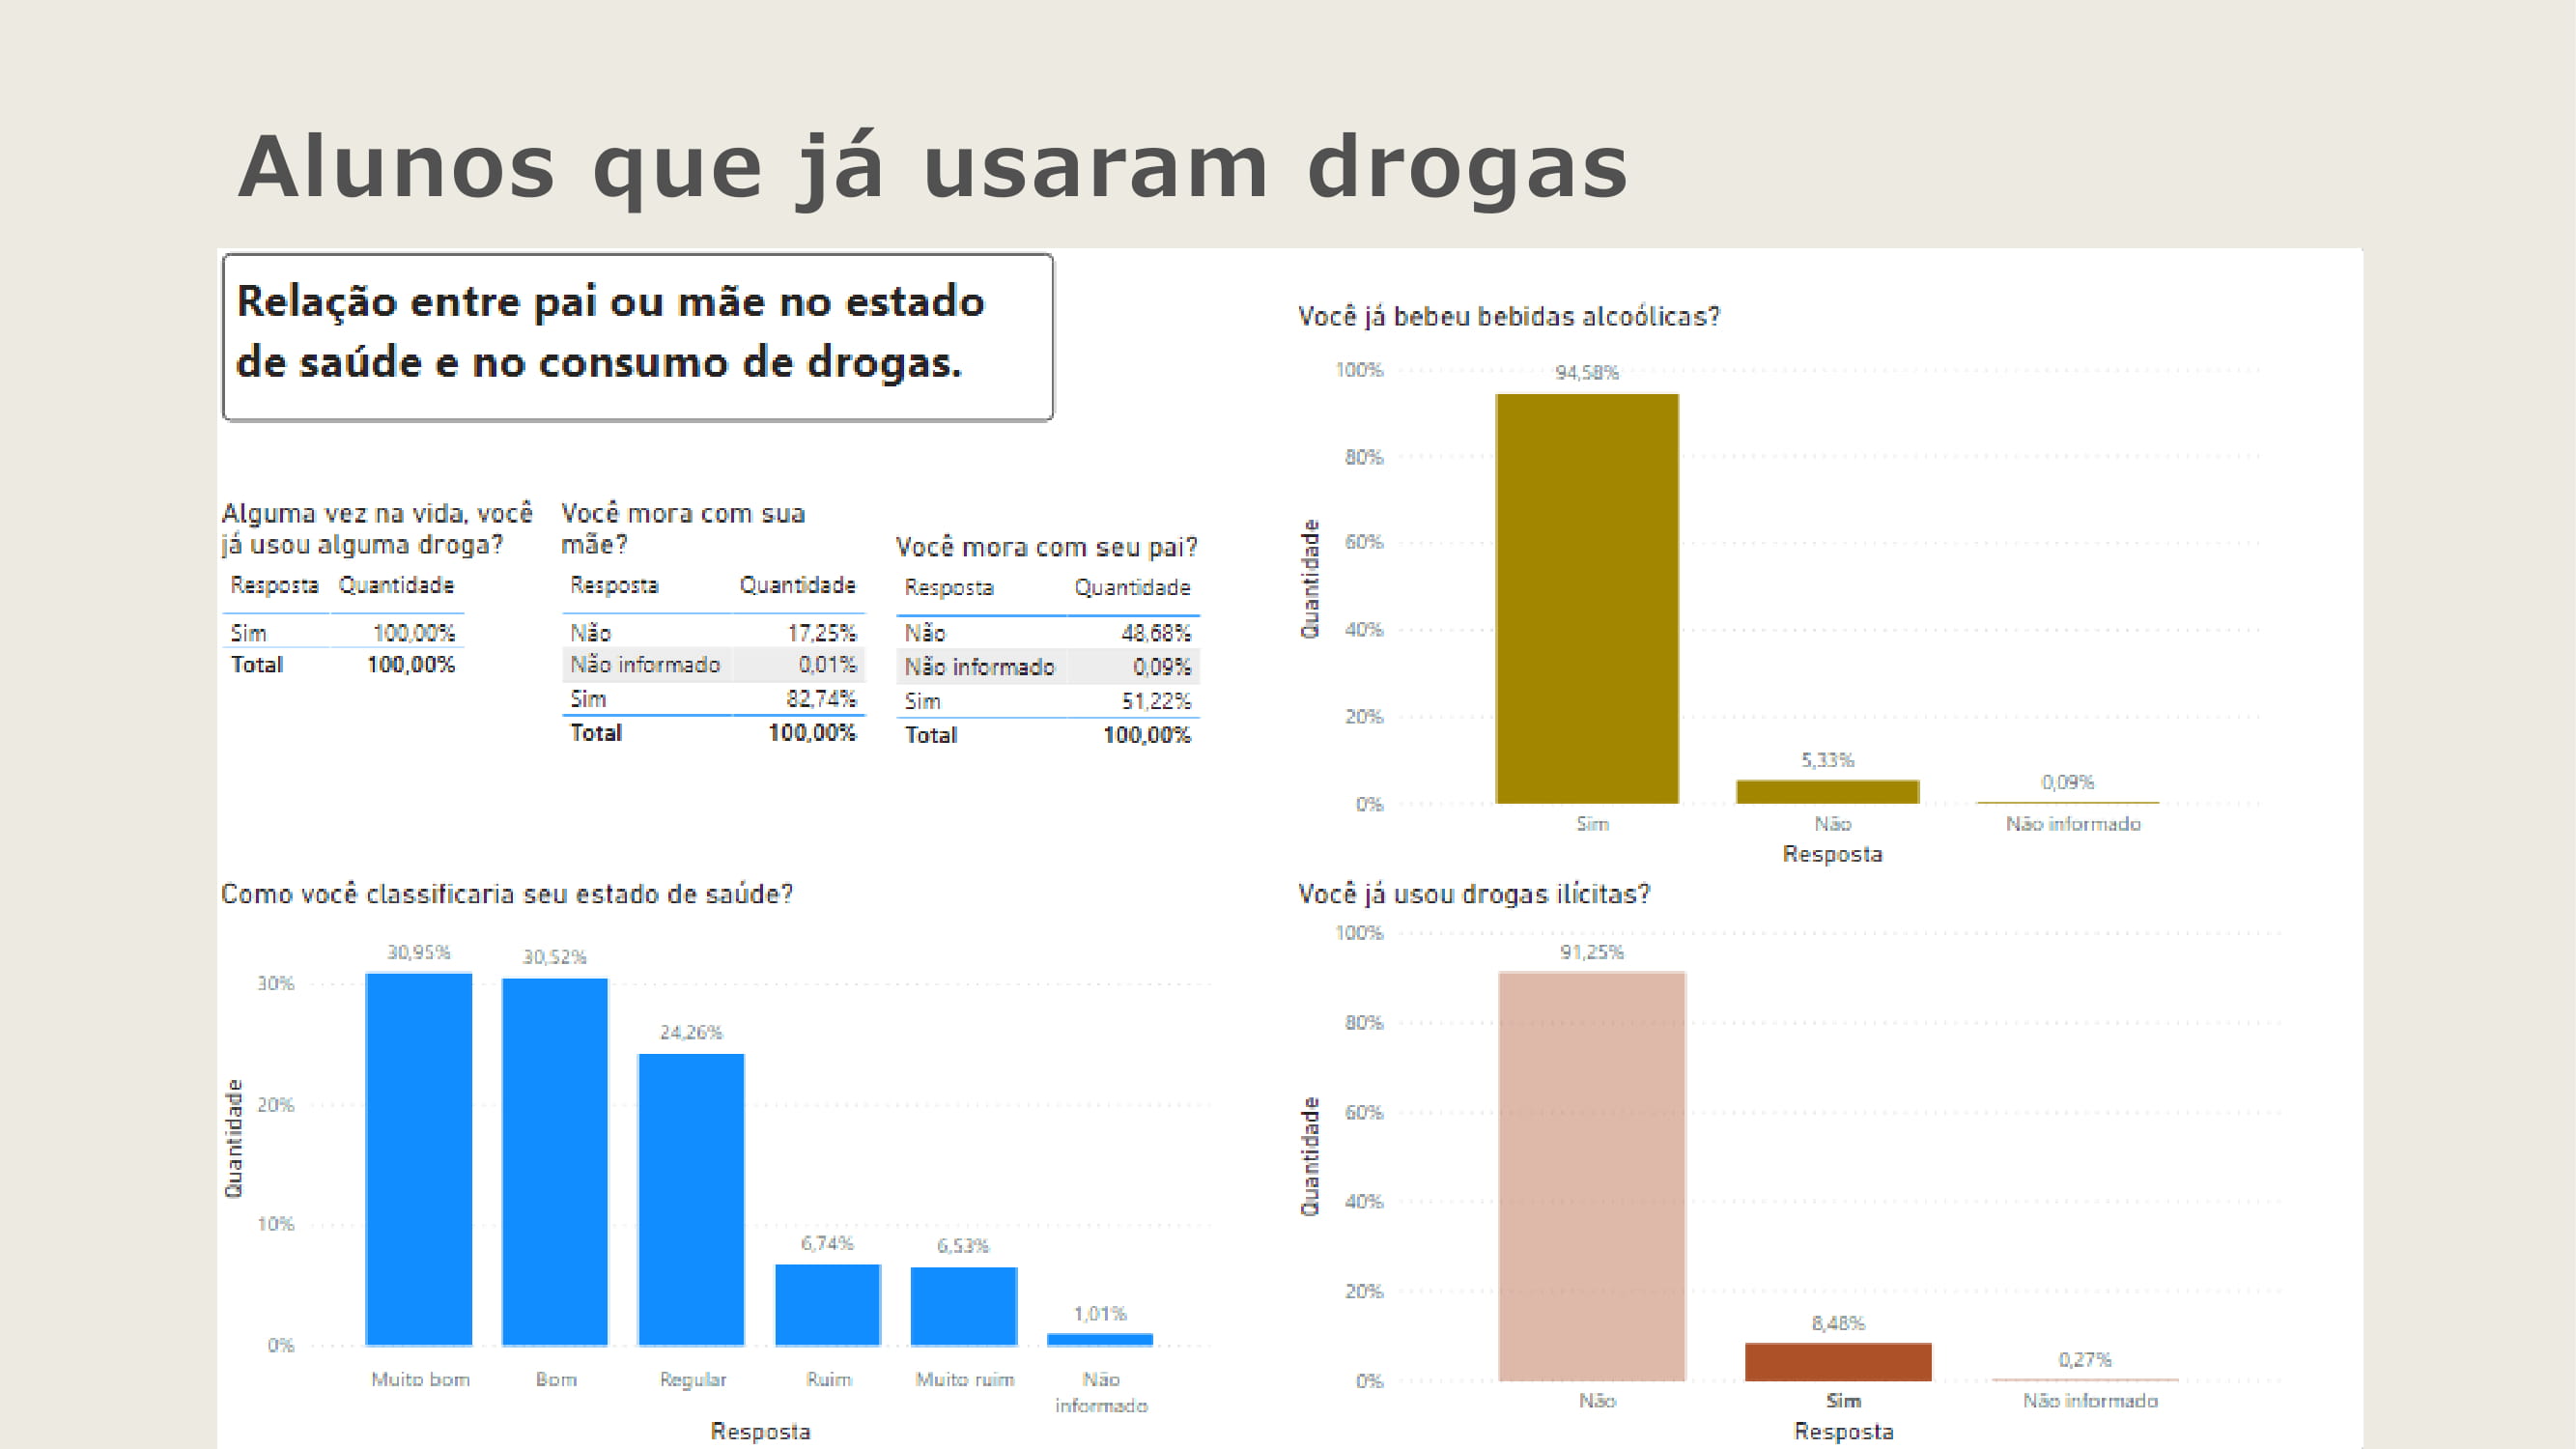 Alunos que já usaram drogas
Relação entre pai ou mãe no estado
de saúde e no consumo de drogas.
Alguma vez na vida, você
já usou alguma droga?
Resposta Quantidade
Sim 100,00%
Total 100,00%
Você mora com sua
mãe?
Resposta Quantidade
Não 17,25%
Não informado 0,01%
Sim 82,74%
Total 100,00%
Você mora com seu pai?
Resposta Quantidade
Não 48,68%
Não informado 0,09%
Sim 51,22%
Total 100,00%
Você já bebeu bebidas alcoólicas?
Quantidade
100%
80%
60%
40%
20%
0%
94,58%
5,33%
0,09%
Sim Não Não informado
Resposta
Como você classificaria seu estado de saúde?
Quantidade
30%
20%
10%
0%
30,95%
30,52%
24,26%
6,74%
6,53%
1,01%
Muito bom Bom Regular Ruim Muito ruim Não
informado
Resposta
Você já usou drogas ilícitas?
Quantidade
100%
80%
60%
40%
20%
0%
91,25%
8,48%
0,27%
Não Sim Não informado
Resposta